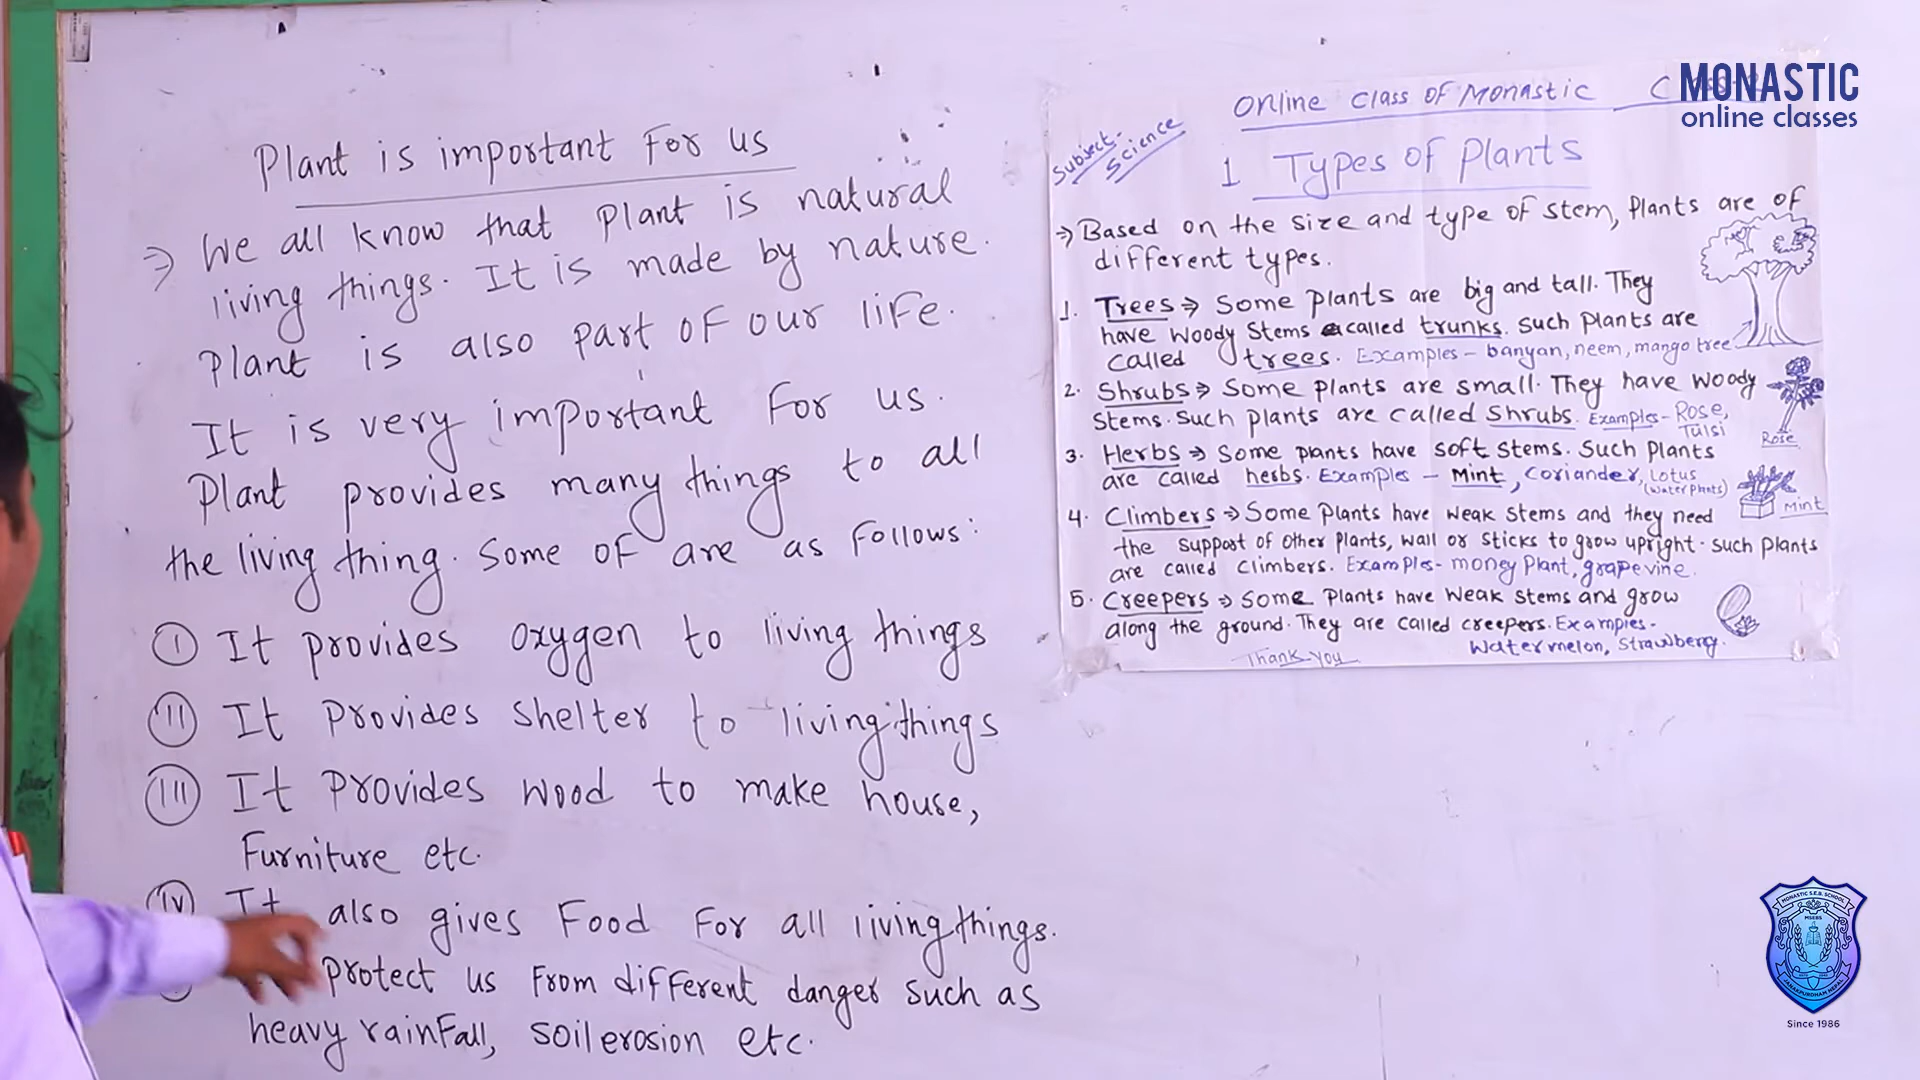 Plant is important For us
⇒ We all know that Plant is natural
living things. It is made by nature.
Plant is also part of our life.
It is very important For us.
Plant provides many things to all
the living thing. Some of are as Follows:
(I) It provides oxygen to living things
(II) It Provides Shelter to living things
(III) It Provides Wood to make house,
Furniture etc.
(IV) It also gives Food For all living things.
Protect us From different danger such as
heavy rainfall, soil erosion etc.
Online Class of Monastic
Subject-
Science
1 Types of Plants
⇒ Based on the size and type of stem, Plants are of
different types.
1. Trees ⇒ Some plants are big and tall. They
have Woody Stems called trunks. Such Plants are
called trees. Examples - banyan, neem, mango tree
2. Shrubs ⇒ Some plants are small. They have Woody
Stems. Such plants are called Shrubs. Examples - Rose,
Tulsi
Rose
3. Herbs ⇒ Some plants have soft stems. Such Plants
are called herbs. Examples - Mint, Coriander, Lotus
(Water Plants)
Mint
4. Climbers ⇒ Some Plants have weak stems and they need
the support of other Plants, wall or sticks to grow upright. Such plants
are called Climbers. Examples - money Plant, grapevine.
5. Creepers ⇒ Some Plants have Weak Stems and grow
along the ground. They are called creepers. Examples -
Watermelon, Strawberry.
Thank You
MONASTIC
online classes
MONASTIC S.E.B. SCHOOL
MSEBS
JANAKPURDHAM NEPAL
Since 1986